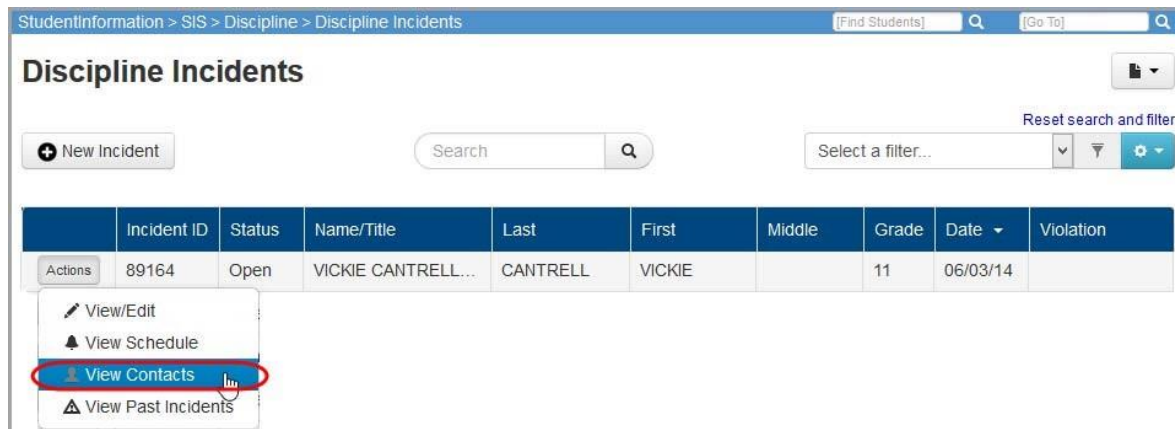 StudentInformation > SIS > Discipline > Discipline Incidents [Find Students] [Go To]
Discipline Incidents
Reset search and filter
New Incident Search Select a filter...
Incident ID Status Name/Title Last First Middle Grade Date Violation
Actions 89164 Open VICKIE CANTRELL... CANTRELL VICKIE 11 06/03/14
View/Edit
View Schedule
View Contacts
View Past Incidents